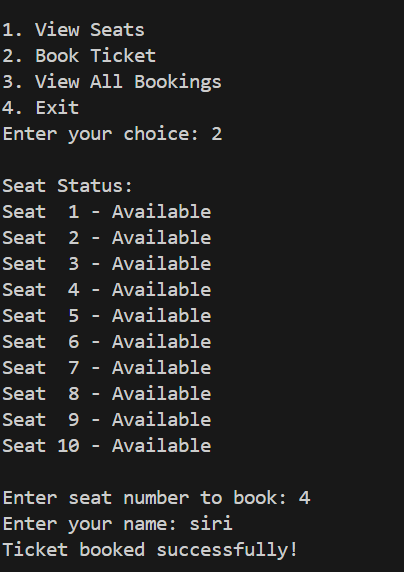 1. View Seats
2. Book Ticket
3. View All Bookings
4. Exit
Enter your choice: 2
Seat Status:
Seat  1 - Available
Seat  2 - Available
Seat  3 - Available
Seat  4 - Available
Seat  5 - Available
Seat  6 - Available
Seat  7 - Available
Seat  8 - Available
Seat  9 - Available
Seat 10 - Available
Enter seat number to book: 4
Enter your name: siri
Ticket booked successfully!